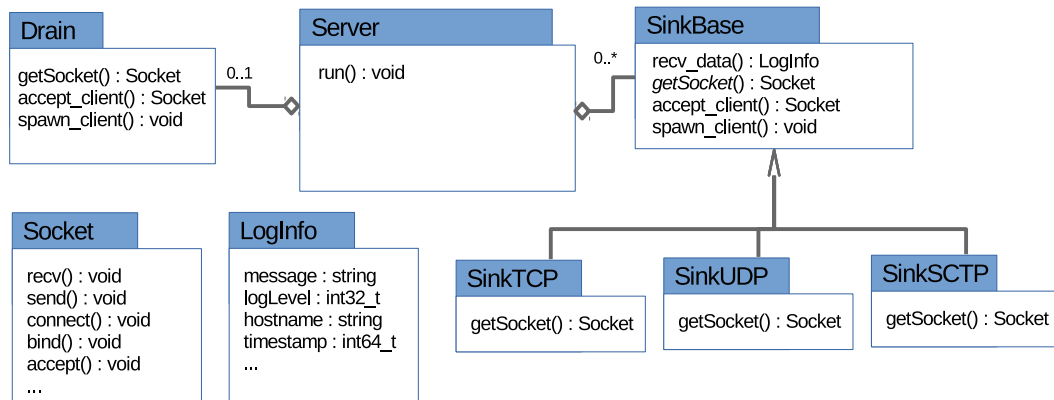 Drain
getSocket() : Socket
accept_client() : Socket
spawn_client() : void
0..1
Server
run() : void
0..*
SinkBase
recv_data() : LogInfo
getSocket() : Socket
accept_client() : Socket
spawn_client() : void
Socket
recv() : void
send() : void
connect() : void
bind() : void
accept() : void
...
LogInfo
message : string
logLevel : int32_t
hostname : string
timestamp : int64_t
...
SinkTCP
getSocket() : Socket
SinkUDP
getSocket() : Socket
SinkSCTP
getSocket() : Socket